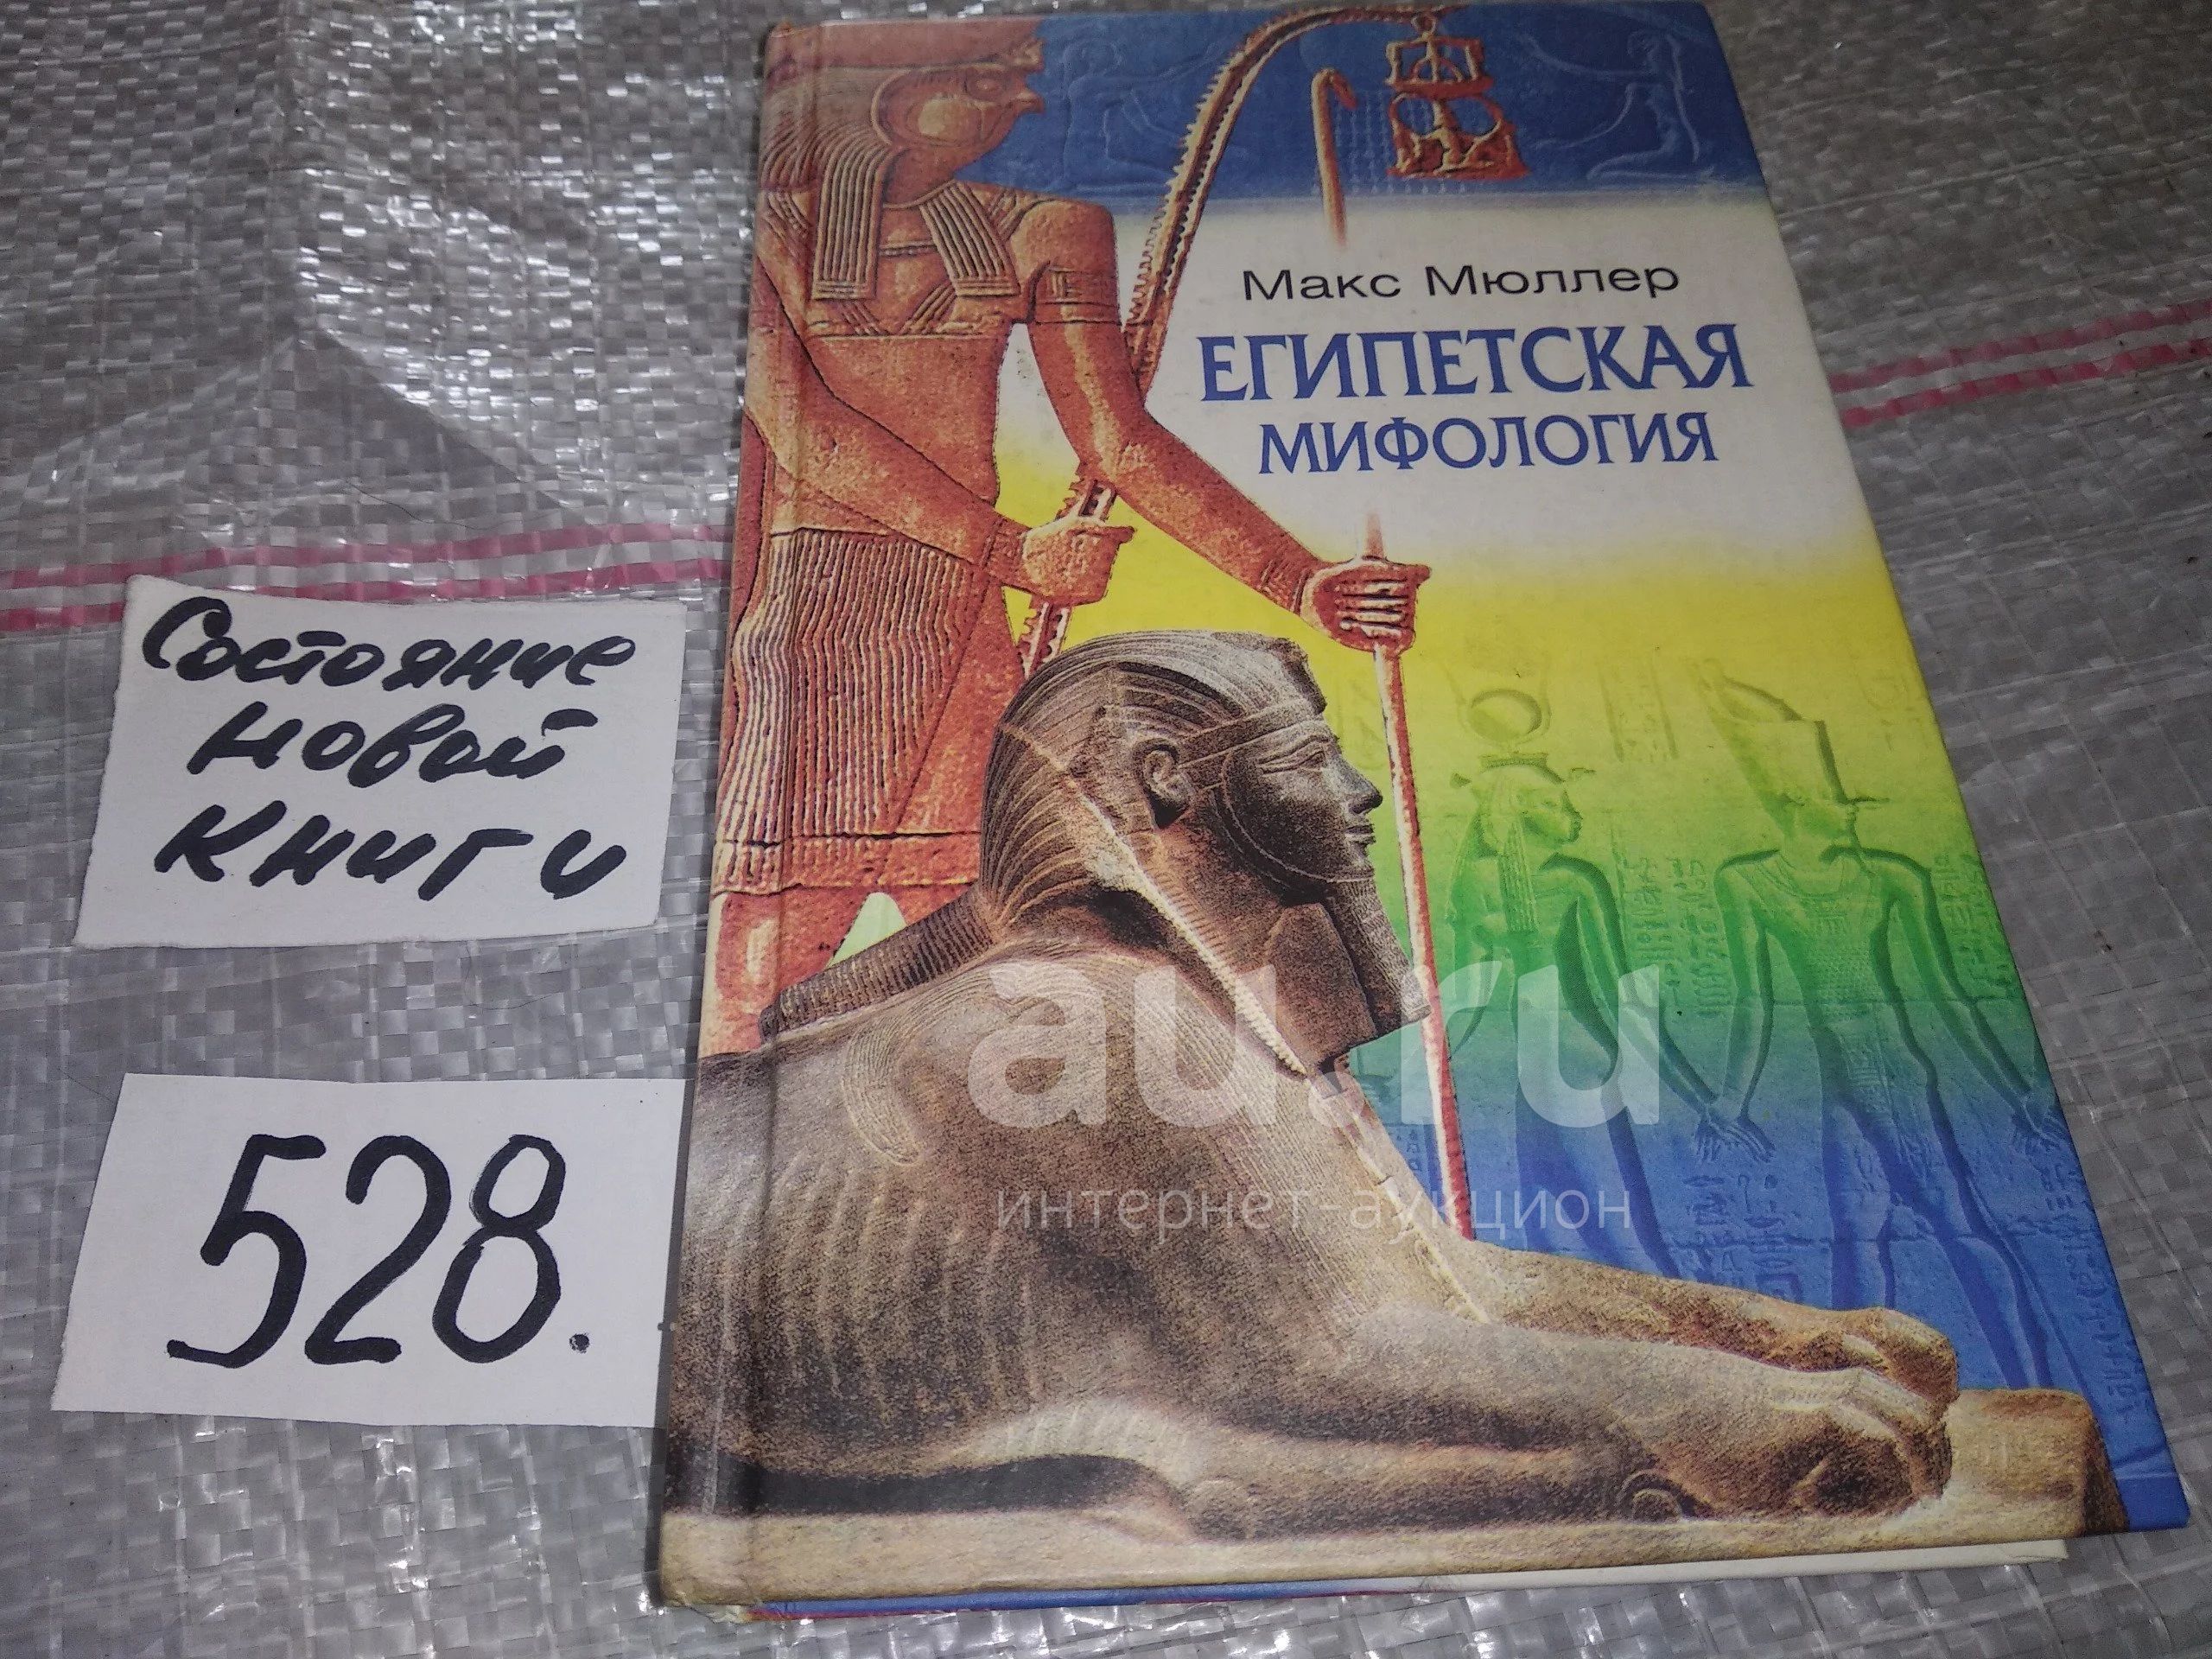 Макс Мюллер
ЕГИПЕТСКАЯ
МИФОЛОГИЯ
Состояние
новой
книги
528.
au.ru
интернет-аукцион